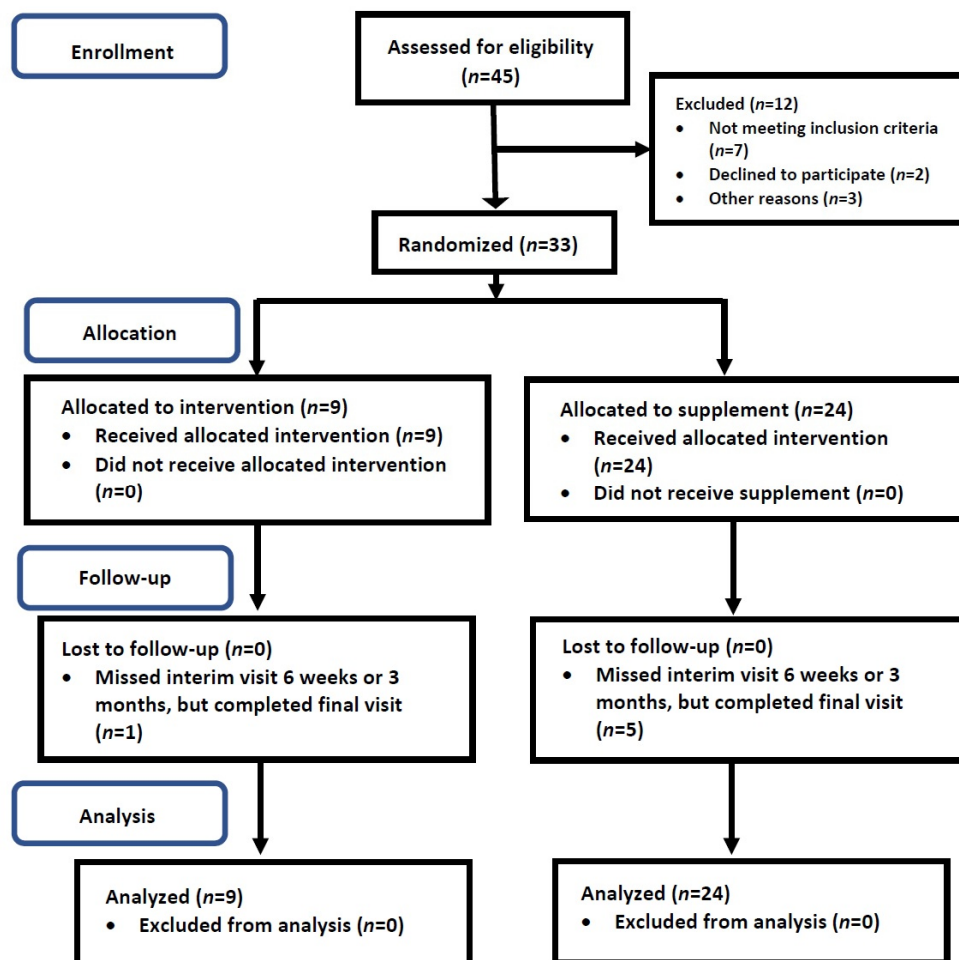 Enrollment
Assessed for eligibility
(n=45)
Excluded (n=12)
• Not meeting inclusion criteria
(n=7)
• Declined to participate (n=2)
• Other reasons (n=3)
Randomized (n=33)
Allocation
Allocated to intervention (n=9)
• Received allocated intervention (n=9)
• Did not receive allocated intervention
(n=0)
Allocated to supplement (n=24)
• Received allocated intervention
(n=24)
• Did not receive supplement (n=0)
Follow-up
Lost to follow-up (n=0)
• Missed interim visit 6 weeks or 3
months, but completed final visit
(n=1)
Lost to follow-up (n=0)
• Missed interim visit 6 weeks or 3
months, but completed final visit
(n=5)
Analysis
Analyzed (n=9)
• Excluded from analysis (n=0)
Analyzed (n=24)
• Excluded from analysis (n=0)